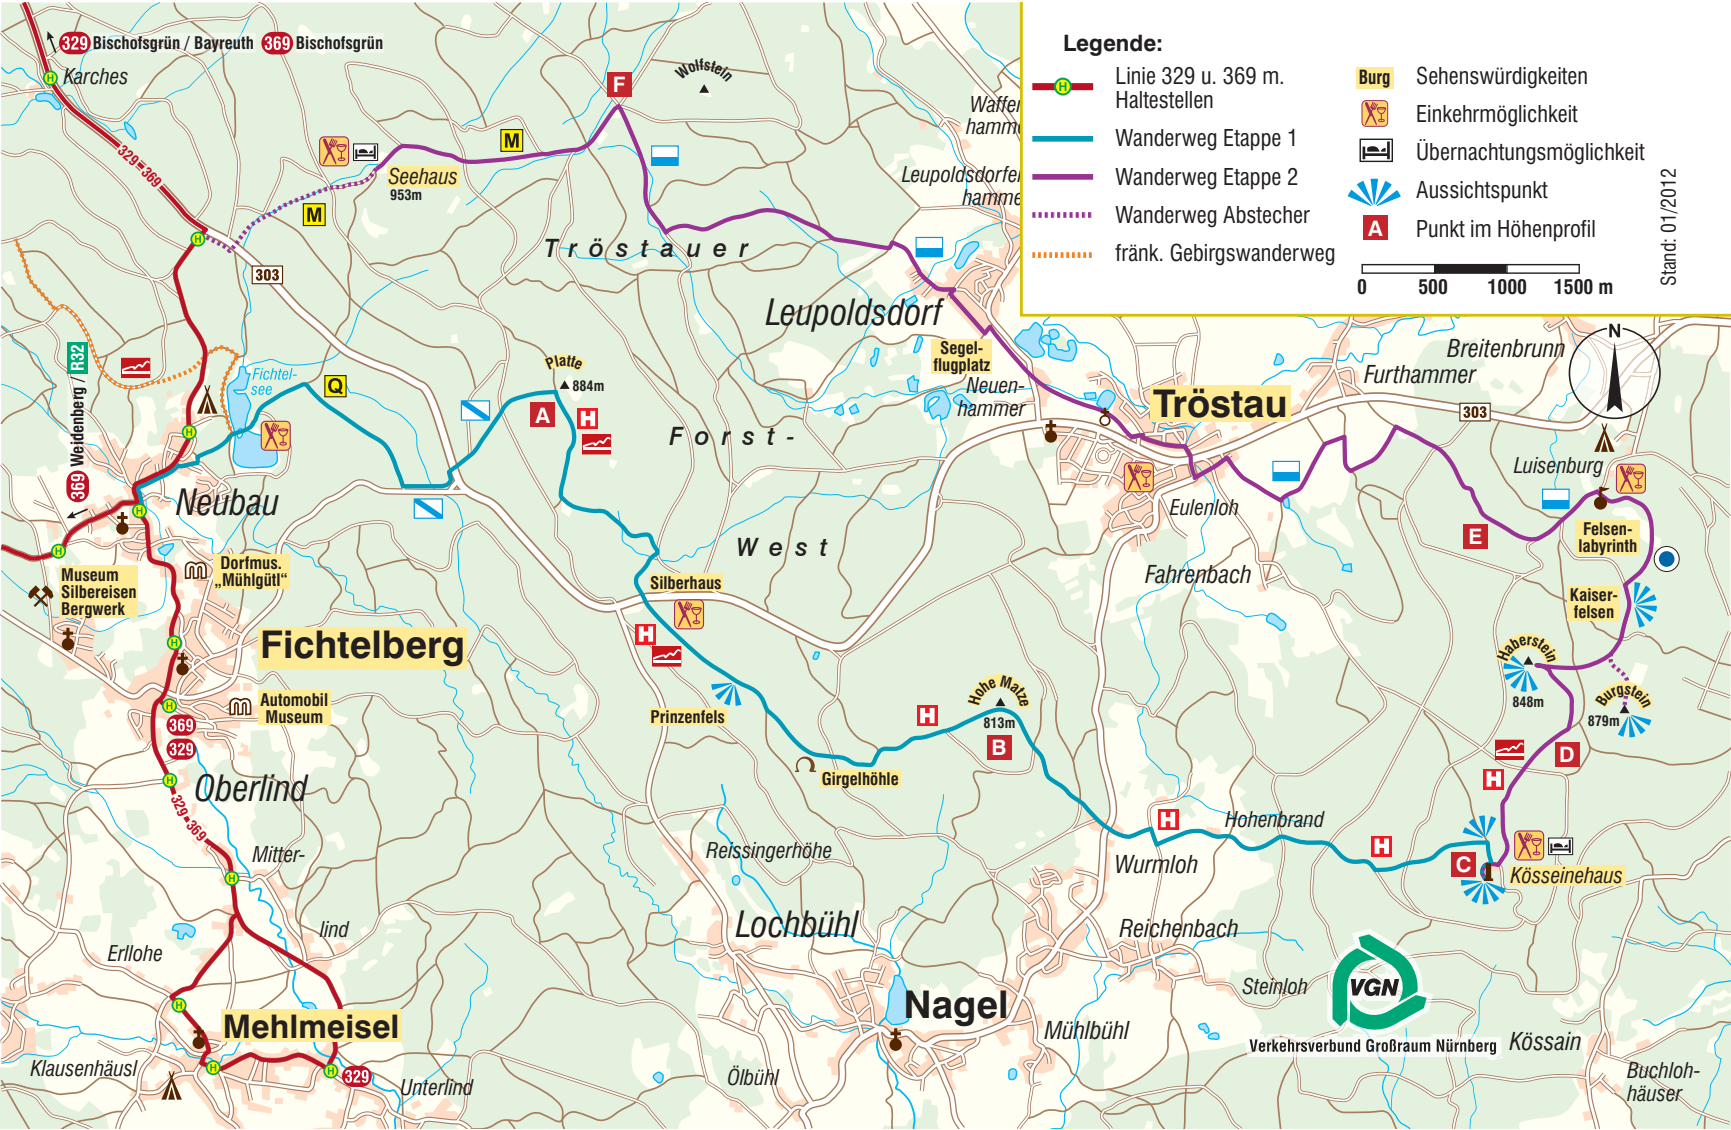 329 Bischofsgrün / Bayreuth 369 Bischofsgrün
Karches
329-369
F
Wolfstein
M
Seehaus
953m
M
Waffen-
hamme
Leupoldsdorfer
hamme
Tröstauer
303
Leupoldsdorf
Legende:
Linie 329 u. 369 m.
Haltestellen
Wanderweg Etappe 1
Wanderweg Etappe 2
Wanderweg Abstecher
fränk. Gebirgswanderweg
Burg Sehenswürdigkeiten
Einkehrmöglichkeit
Übernachtungsmöglichkeit
Aussichtspunkt
A Punkt im Höhenprofil
0 500 1000 1500 m
Stand: 01/2012
N
369 Weidenberg / R32
Fichtel-
see
Q
Platte
884m
A
H
Segel-
flugplatz
Neuen-
hammer
Tröstau
Breitenbrunn
Furthammer
303
Forst-
Luisenburg
Neubau
Eulenloh
E
Felsen-
labyrinth
West
Dorfmus.
„Mühlgütl“
Museum
Silbereisen
Bergwerk
Silberhaus
H
Fahrenbach
Kaiser-
felsen
Fichtelberg
Haberstein
848m
Burgstein
879m
Automobil
Museum
369
329
Prinzenfels
Hohe Matze
813m
B
H
Girgelhöhle
D
H
Oberlind
329-369
Mitter-
lind
Reissingerhöhe
H
Hohenbrand
H
Wurmloh
C
Kösseinehaus
Lochbühl
Reichenbach
Erllohe
Steinloh
VGN
Verkehrsverbund Großraum Nürnberg
Nagel
Mühlbühl
Kössain
Mehlmeisel
Klausenhäusl
329
Unterlind
Ölbühl
Buchloh-
häuser